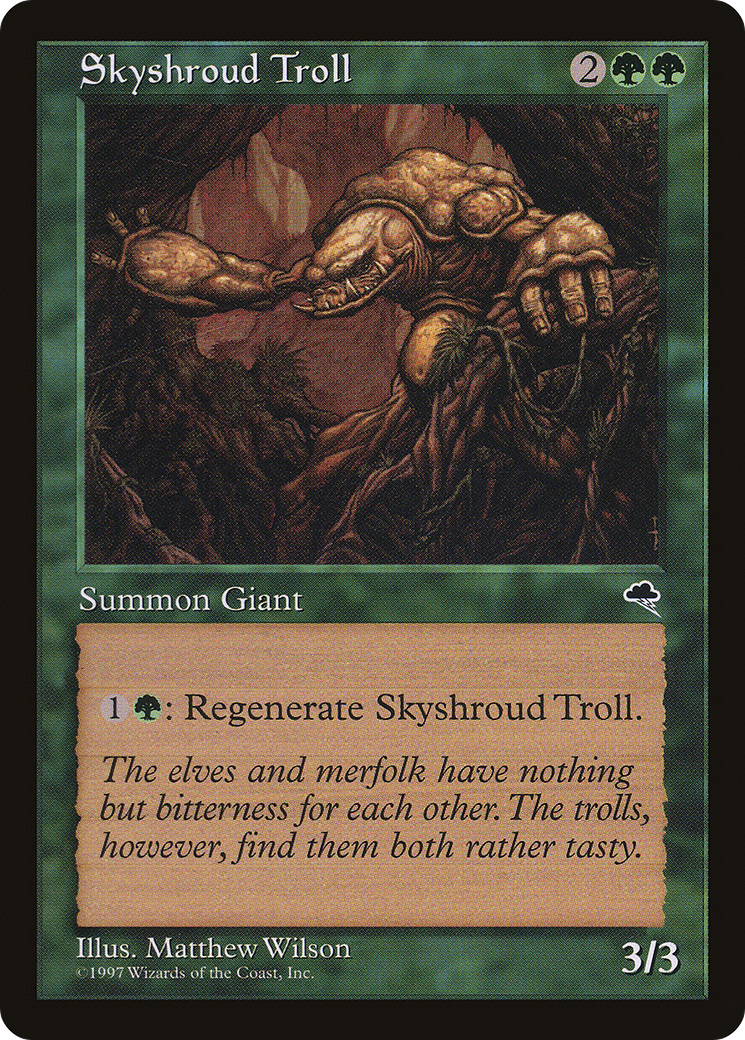 Skyshroud Troll 2
Summon Giant
1 : Regenerate Skyshroud Troll.
The elves and merfolk have nothing
but bitterness for each other. The trolls,
however, find them both rather tasty.
Illus. Matthew Wilson
©1997 Wizards of the Coast, Inc.
3/3